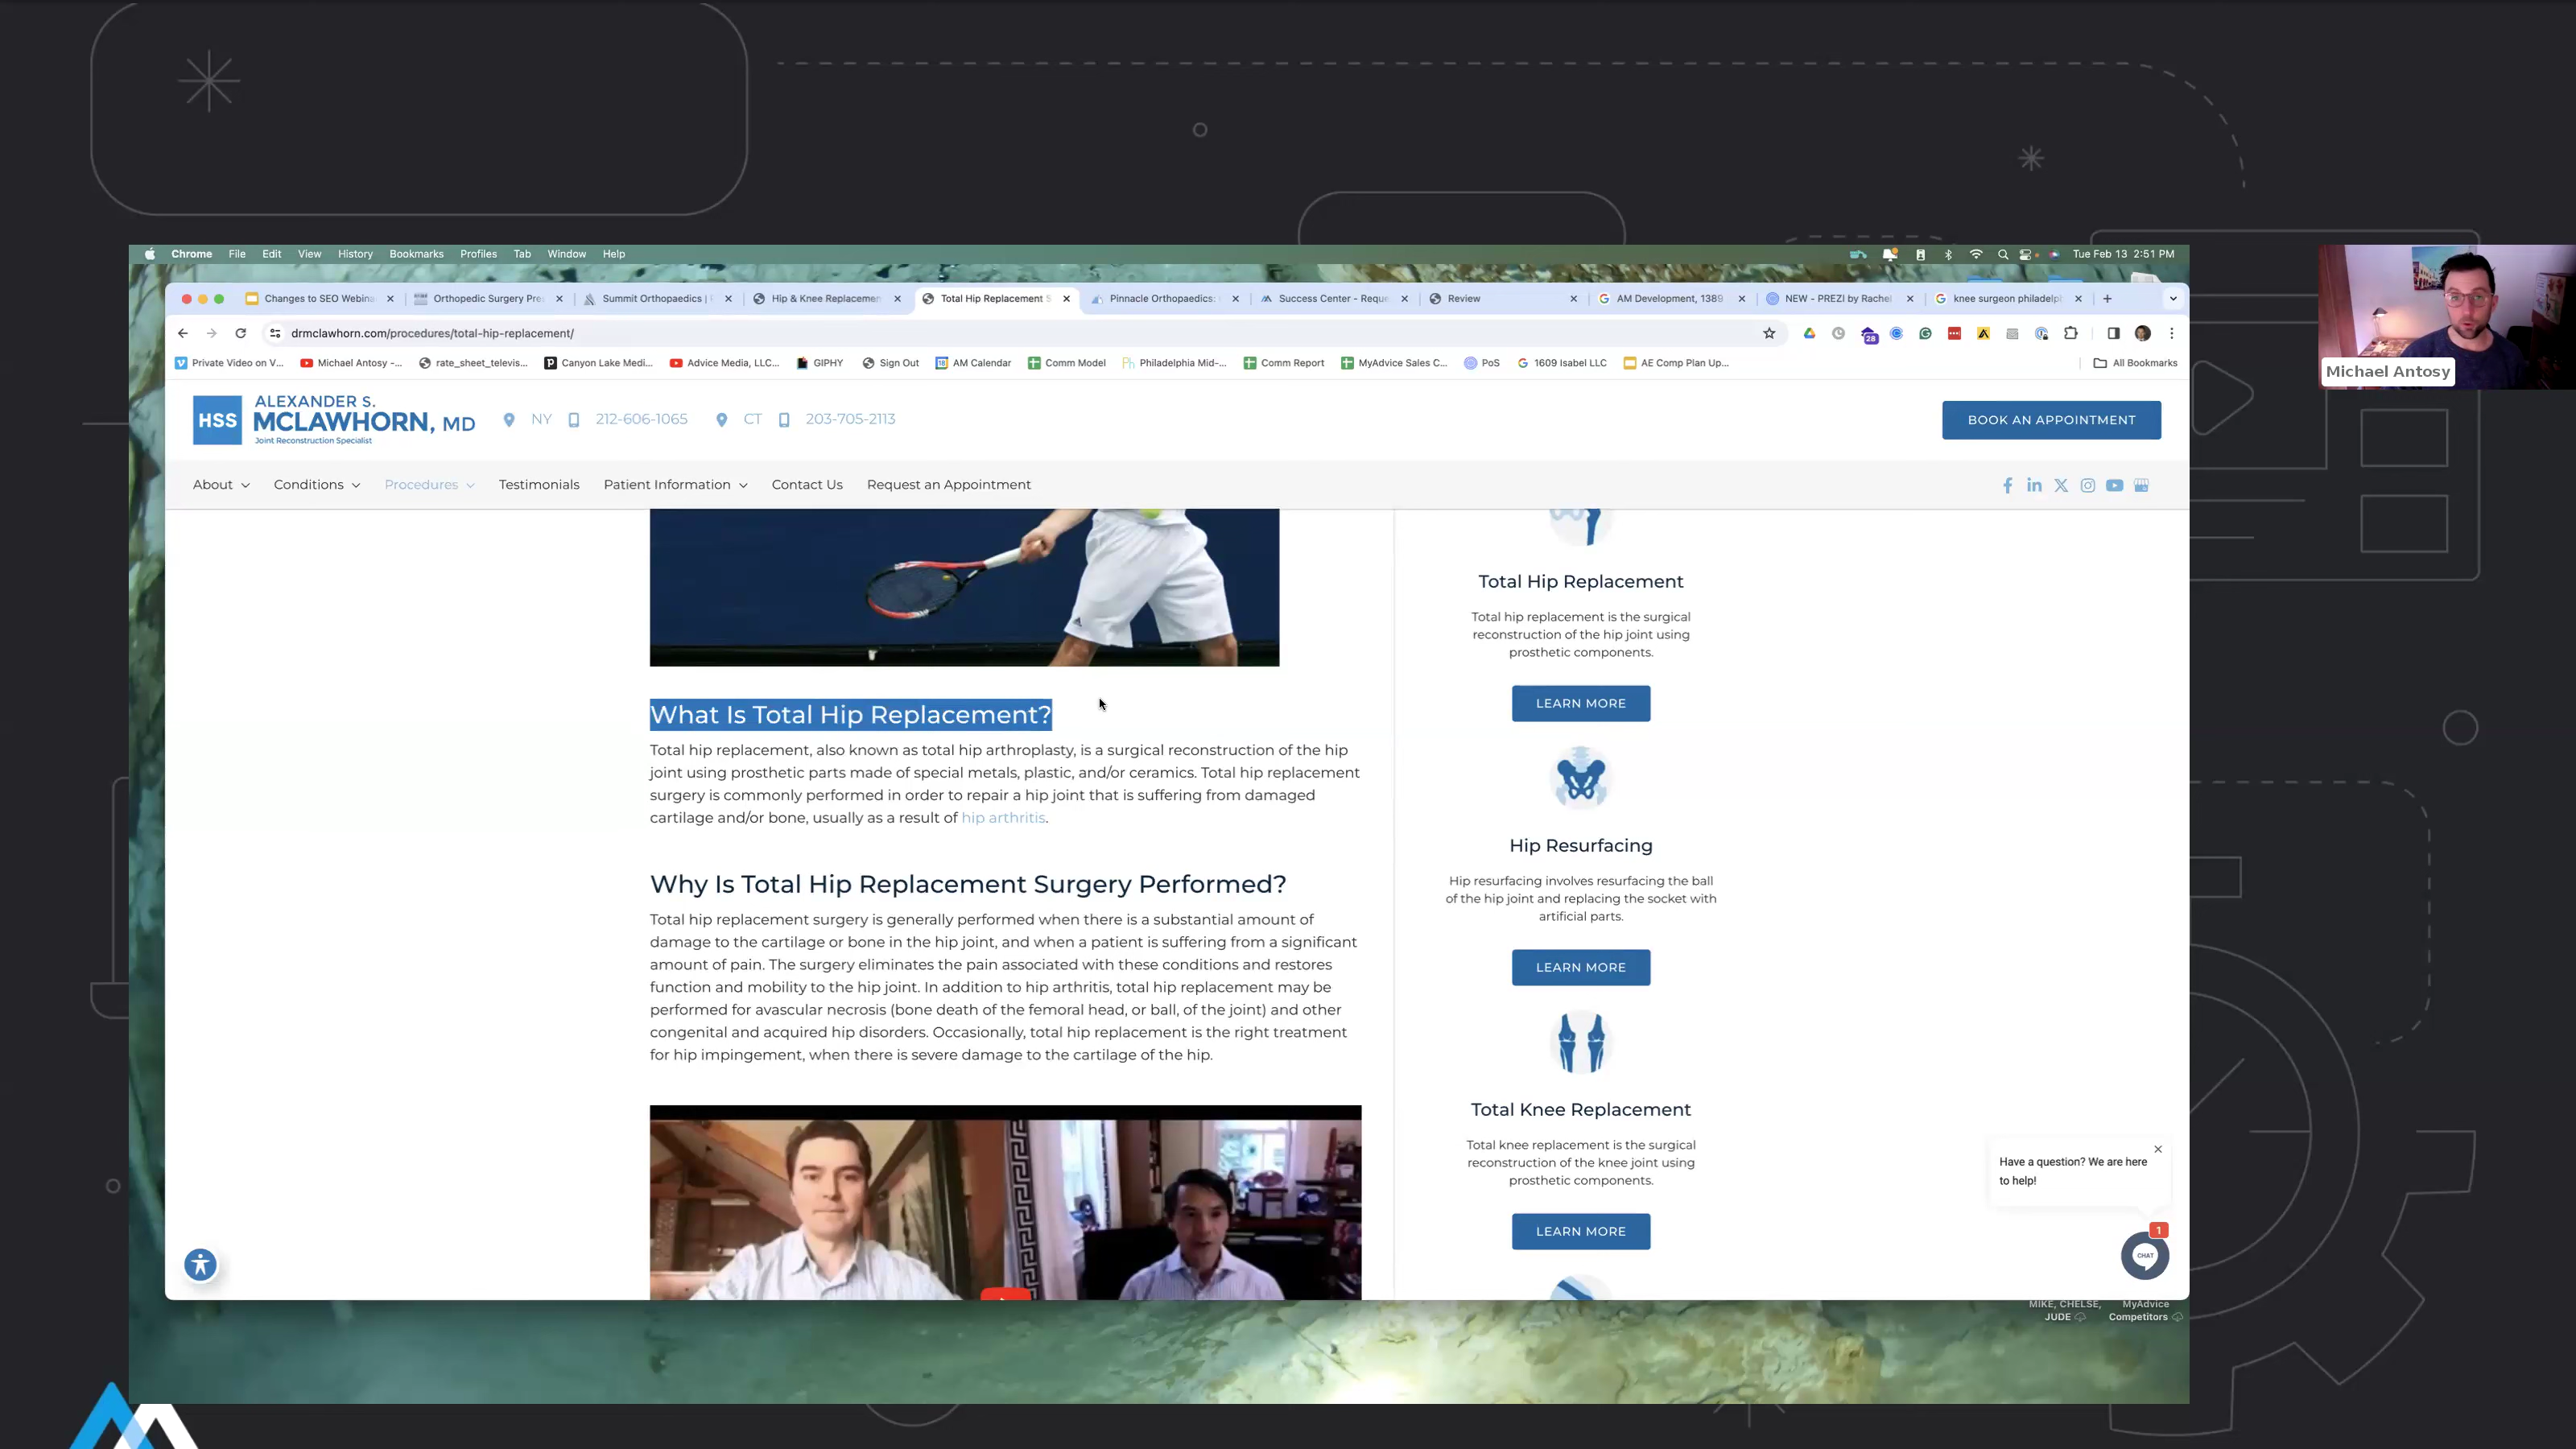 Chrome File Edit View History Bookmarks Profiles Tab Window Help
Tue Feb 13 2:51 PM
Changes to SEO Webina
Orthopedic Surgery Pre
Summit Orthopaedics |
Hip & Knee Replacemen
Total Hip Replacement S
Pinnacle Orthopaedics:
Success Center - Reque
Review
AM Development, 1389
NEW - PREZI by Rachel
knee surgeon philadelp
drmclawhorn.com/procedures/total-hip-replacement/
28
Private Video on V...
Michael Antosy -...
rate_sheet_televis...
Canyon Lake Medi...
Advice Media, LLC...
GIPHY
Sign Out
AM Calendar
Comm Model
Philadelphia Mid-...
Comm Report
MyAdvice Sales C...
PoS
1609 Isabel LLC
AE Comp Plan Up...
All Bookmarks
Michael Antosy
HSS
ALEXANDER S.
MCLAWHORN, MD
Joint Reconstruction Specialist
NY 212-606-1065 CT 203-705-2113
BOOK AN APPOINTMENT
About Conditions Procedures Testimonials Patient Information Contact Us Request an Appointment
What Is Total Hip Replacement?
Total hip replacement, also known as total hip arthroplasty, is a surgical reconstruction of the hip
joint using prosthetic parts made of special metals, plastic, and/or ceramics. Total hip replacement
surgery is commonly performed in order to repair a hip joint that is suffering from damaged
cartilage and/or bone, usually as a result of hip arthritis.
Why Is Total Hip Replacement Surgery Performed?
Total hip replacement surgery is generally performed when there is a substantial amount of
damage to the cartilage or bone in the hip joint, and when a patient is suffering from a significant
amount of pain. The surgery eliminates the pain associated with these conditions and restores
function and mobility to the hip joint. In addition to hip arthritis, total hip replacement may be
performed for avascular necrosis (bone death of the femoral head, or ball, of the joint) and other
congenital and acquired hip disorders. Occasionally, total hip replacement is the right treatment
for hip impingement, when there is severe damage to the cartilage of the hip.
Total Hip Replacement
Total hip replacement is the surgical
reconstruction of the hip joint using
prosthetic components.
LEARN MORE
Hip Resurfacing
Hip resurfacing involves resurfacing the ball
of the hip joint and replacing the socket with
artificial parts.
LEARN MORE
Total Knee Replacement
Total knee replacement is the surgical
reconstruction of the knee joint using
prosthetic components.
LEARN MORE
Have a question? We are here
to help!
1
CHAT
MIKE, CHELSE,
JUDE
MyAdvice
Competitors